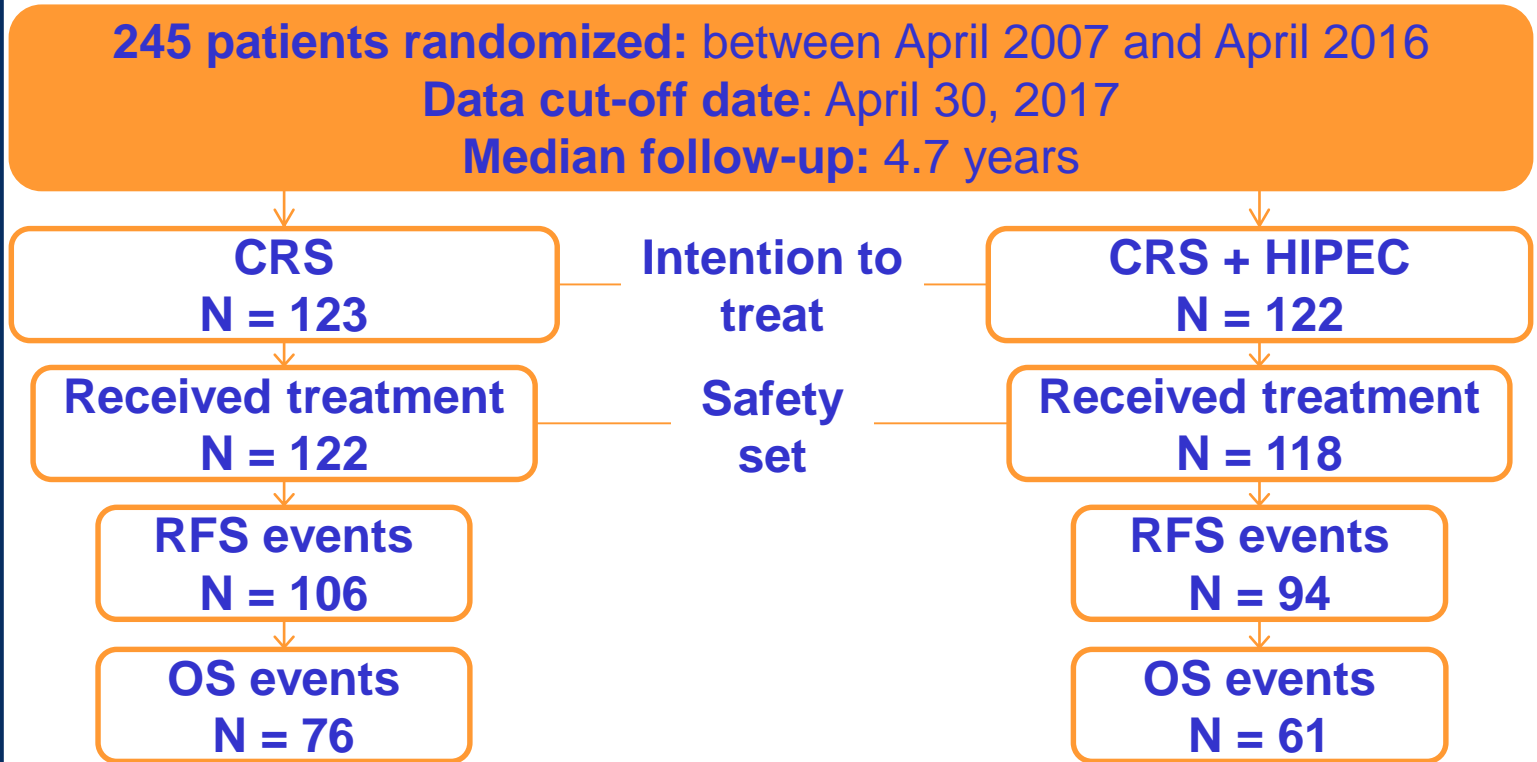 245 patients randomized: between April 2007 and April 2016
Data cut-off date: April 30, 2017
Median follow-up: 4.7 years
CRS
N = 123
Intention to
treat
CRS + HIPEC
N = 122
Received treatment
N = 122
Safety
set
Received treatment
N = 118
RFS events
N = 106
RFS events
N = 94
OS events
N = 76
OS events
N = 61